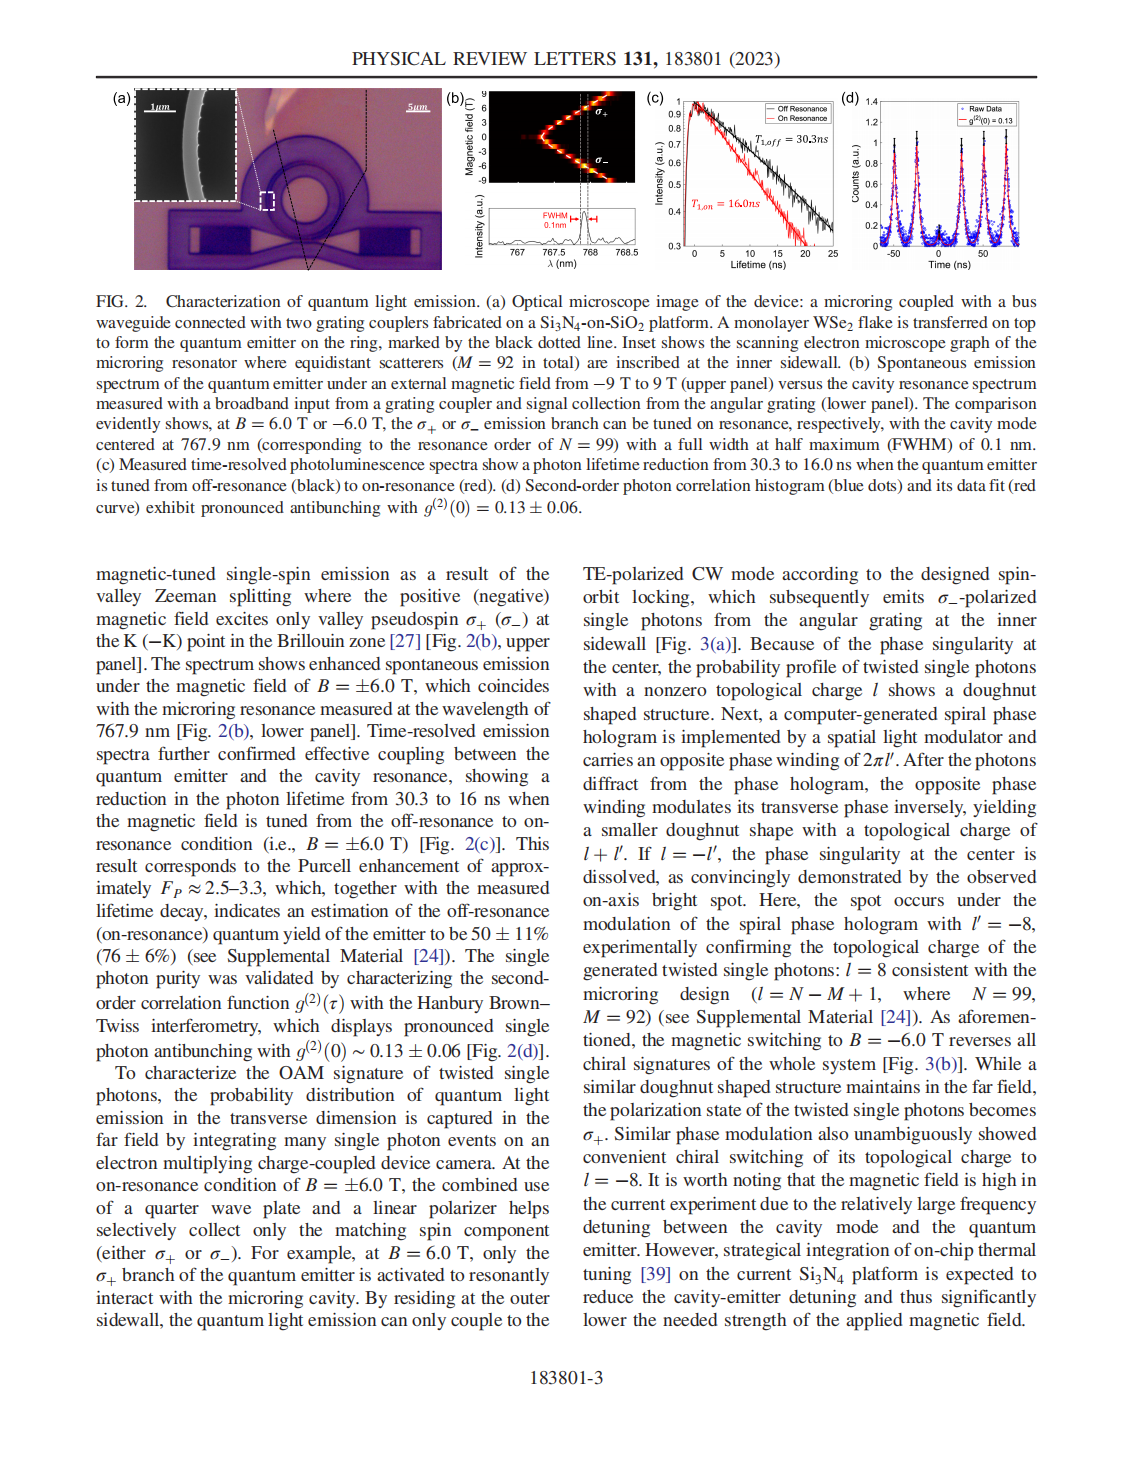 PHYSICAL REVIEW LETTERS 131, 183801 (2023)
(a)
1μm
5μm
(b)
Magnetic field (T)
9
6
3
0
-3
-6
-9
σ+
σ−
Intensity (a.u.)
FWHM
0.1nm
767 767.5 768 768.5
λ (nm)
(c)
Intensity (a.u.)
1
0.9
0.8
0.7
0.6
0.5
0.4
0.3
Off Resonance
On Resonance
T1,off = 30.3ns
T1,on = 16.0ns
0 5 10 15 20 25
Lifetime (ns)
(d)
Counts (a.u.)
1.4
1.2
1
0.8
0.6
0.4
0.2
0
Raw Data
g(2)(0) = 0.13
-50 0 50
Time (ns)
FIG. 2. Characterization of quantum light emission. (a) Optical microscope image of the device: a microring coupled with a bus
waveguide connected with two grating couplers fabricated on a Si3N4-on-SiO2 platform. A monolayer WSe2 flake is transferred on top
to form the quantum emitter on the ring, marked by the black dotted line. Inset shows the scanning electron microscope graph of the
microring resonator where equidistant scatterers (M = 92 in total) are inscribed at the inner sidewall. (b) Spontaneous emission
spectrum of the quantum emitter under an external magnetic field from −9 T to 9 T (upper panel) versus the cavity resonance spectrum
measured with a broadband input from a grating coupler and signal collection from the angular grating (lower panel). The comparison
evidently shows, at B = 6.0 T or −6.0 T, the σ+ or σ− emission branch can be tuned on resonance, respectively, with the cavity mode
centered at 767.9 nm (corresponding to the resonance order of N = 99) with a full width at half maximum (FWHM) of 0.1 nm.
(c) Measured time-resolved photoluminescence spectra show a photon lifetime reduction from 30.3 to 16.0 ns when the quantum emitter
is tuned from off-resonance (black) to on-resonance (red). (d) Second-order photon correlation histogram (blue dots) and its data fit (red
curve) exhibit pronounced antibunching with g(2)(0) = 0.13 ± 0.06.
magnetic-tuned single-spin emission as a result of the
valley Zeeman splitting where the positive (negative)
magnetic field excites only valley pseudospin σ+ (σ−) at
the K (−K) point in the Brillouin zone [27] [Fig. 2(b), upper
panel]. The spectrum shows enhanced spontaneous emission
under the magnetic field of B = ±6.0 T, which coincides
with the microring resonance measured at the wavelength of
767.9 nm [Fig. 2(b), lower panel]. Time-resolved emission
spectra further confirmed effective coupling between the
quantum emitter and the cavity resonance, showing a
reduction in the photon lifetime from 30.3 to 16 ns when
the magnetic field is tuned from the off-resonance to on-
resonance condition (i.e., B = ±6.0 T) [Fig. 2(c)]. This
result corresponds to the Purcell enhancement of approx-
imately FP ≈ 2.5–3.3, which, together with the measured
lifetime decay, indicates an estimation of the off-resonance
(on-resonance) quantum yield of the emitter to be 50 ± 11%
(76 ± 6%) (see Supplemental Material [24]). The single
photon purity was validated by characterizing the second-
order correlation function g(2)(τ) with the Hanbury Brown–
Twiss interferometry, which displays pronounced single
photon antibunching with g(2)(0) ∼ 0.13 ± 0.06 [Fig. 2(d)].
To characterize the OAM signature of twisted single
photons, the probability distribution of quantum light
emission in the transverse dimension is captured in the
far field by integrating many single photon events on an
electron multiplying charge-coupled device camera. At the
on-resonance condition of B = ±6.0 T, the combined use
of a quarter wave plate and a linear polarizer helps
selectively collect only the matching spin component
(either σ+ or σ−). For example, at B = 6.0 T, only the
σ+ branch of the quantum emitter is activated to resonantly
interact with the microring cavity. By residing at the outer
sidewall, the quantum light emission can only couple to the
TE-polarized CW mode according to the designed spin-
orbit locking, which subsequently emits σ−-polarized
single photons from the angular grating at the inner
sidewall [Fig. 3(a)]. Because of the phase singularity at
the center, the probability profile of twisted single photons
with a nonzero topological charge l shows a doughnut
shaped structure. Next, a computer-generated spiral phase
hologram is implemented by a spatial light modulator and
carries an opposite phase winding of 2πl′. After the photons
diffract from the phase hologram, the opposite phase
winding modulates its transverse phase inversely, yielding
a smaller doughnut shape with a topological charge of
l + l′. If l = −l′, the phase singularity at the center is
dissolved, as convincingly demonstrated by the observed
on-axis bright spot. Here, the spot occurs under the
modulation of the spiral phase hologram with l′ = −8,
experimentally confirming the topological charge of the
generated twisted single photons: l = 8 consistent with the
microring design (l = N − M + 1, where N = 99,
M = 92) (see Supplemental Material [24]). As aforemen-
tioned, the magnetic switching to B = −6.0 T reverses all
chiral signatures of the whole system [Fig. 3(b)]. While a
similar doughnut shaped structure maintains in the far field,
the polarization state of the twisted single photons becomes
σ+. Similar phase modulation also unambiguously showed
convenient chiral switching of its topological charge to
l = −8. It is worth noting that the magnetic field is high in
the current experiment due to the relatively large frequency
detuning between the cavity mode and the quantum
emitter. However, strategical integration of on-chip thermal
tuning [39] on the current Si3N4 platform is expected to
reduce the cavity-emitter detuning and thus significantly
lower the needed strength of the applied magnetic field.
183801-3